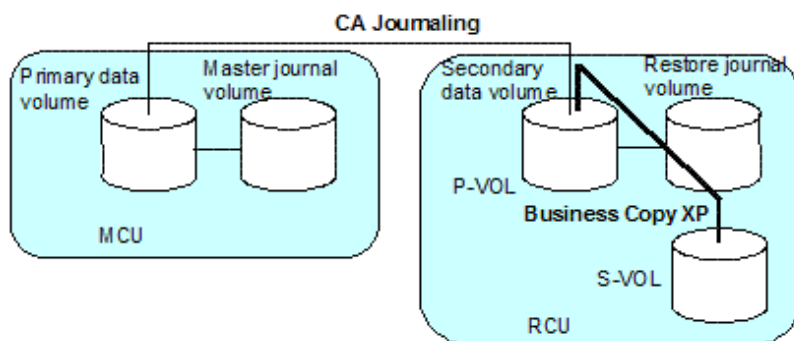 CA Journaling
Primary data
volume
Master journal
volume
Secondary
data volume
Restore journal
volume
P-VOL
Business Copy XP
MCU
S-VOL
RCU